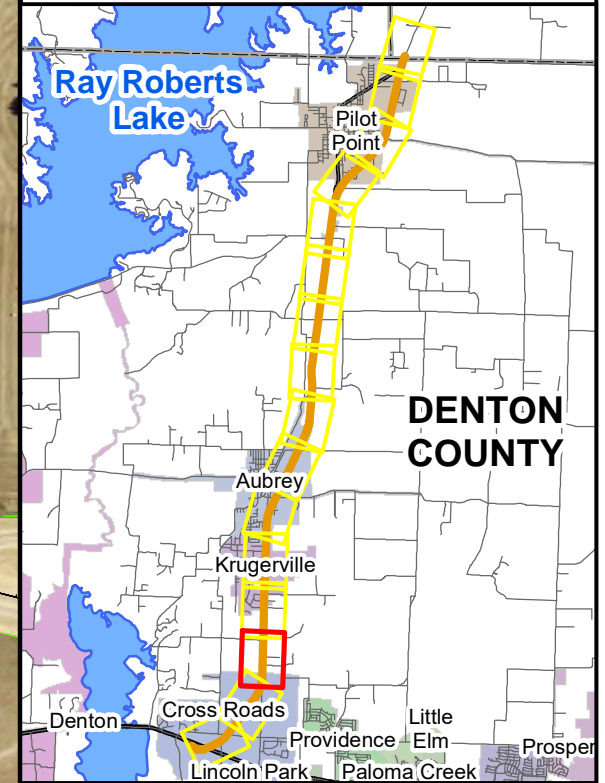 Ray Roberts
Lake
Pilot
Point
DENTON
COUNTY
Aubrey
Krugerville
Cross Roads
Denton
Little
Elm
Providence
Prosper
Lincoln Park
Paloma Creek